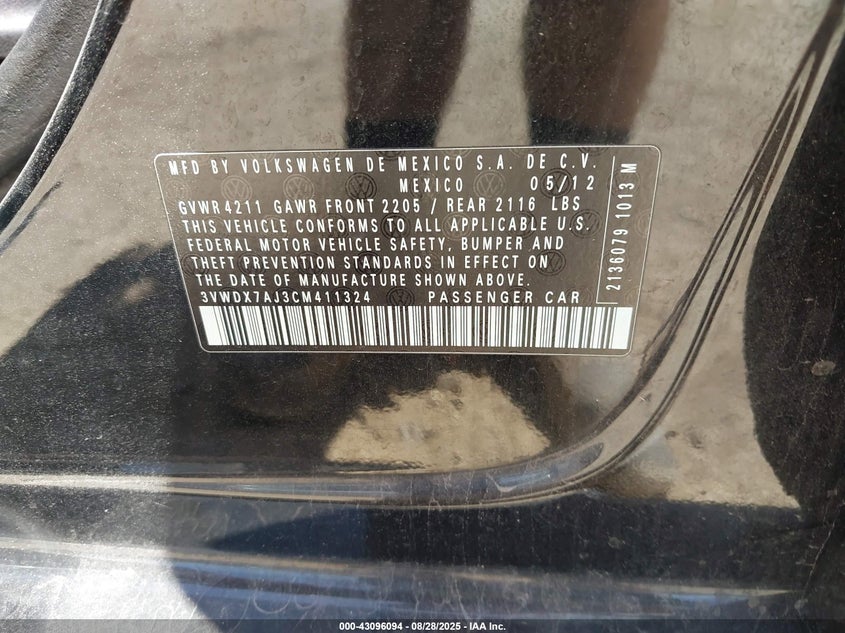 MFD BY VOLKSWAGEN DE MEXICO S.A. DE C.V.
MEXICO 05/12
GVWR 4211 GAWR FRONT 2205 / REAR 2116 LBS
THIS VEHICLE CONFORMS TO ALL APPLICABLE U.S.
FEDERAL MOTOR VEHICLE SAFETY, BUMPER AND
THEFT PREVENTION STANDARDS IN EFFECT ON
THE DATE OF MANUFACTURE SHOWN ABOVE.
3VWDX7AJ3CM411324 PASSENGER CAR
2136079 1013 M
000-43096094 / 08/28/2025 - IAA Inc.